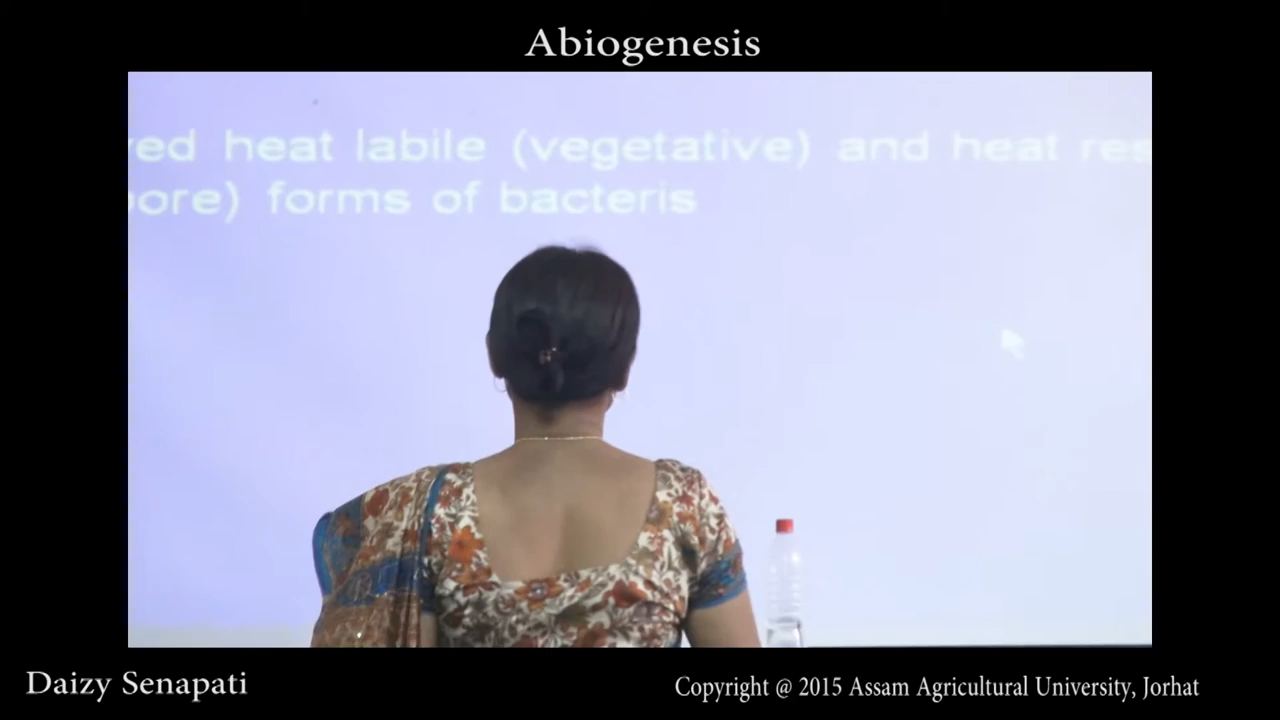 Abiogenesis
ved heat labile (vegetative) and heat res
ore) forms of bacteris
Daizy Senapati
Copyright @ 2015 Assam Agricultural University, Jorhat